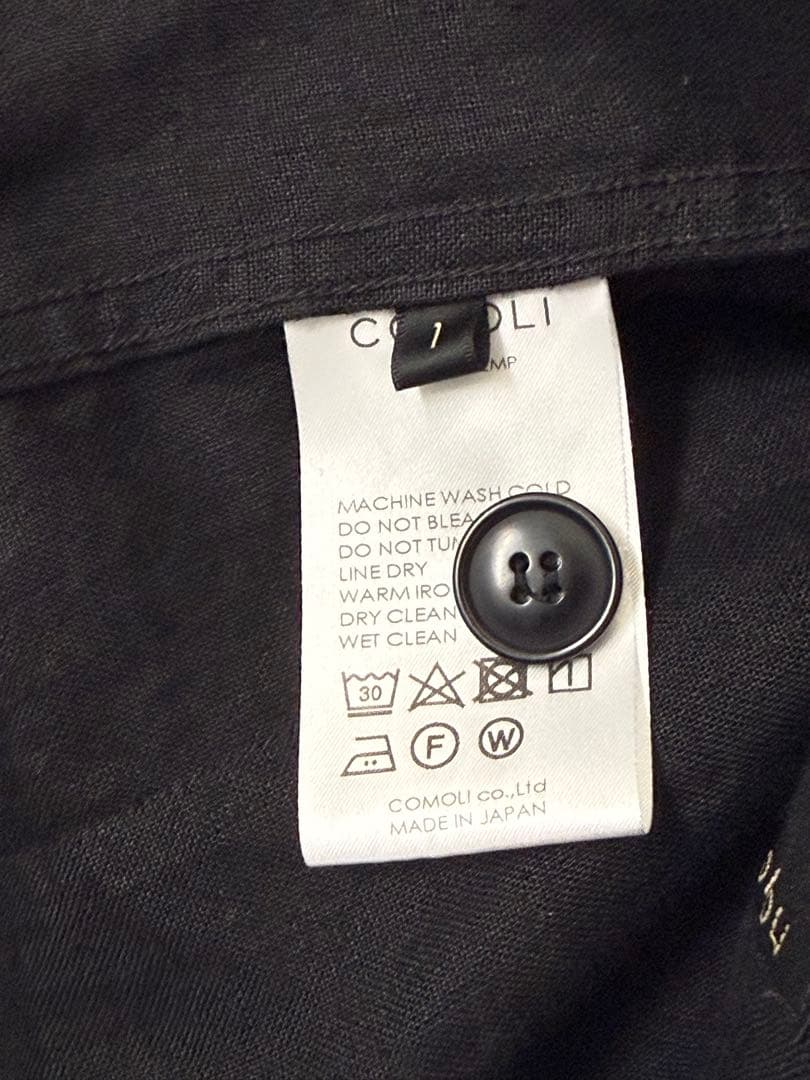 1
MACHINE WASH COLD
DO NOT
DO NOT
LINE DRY
WARM
DRY CLEAN
WET CLEAN
30
F W
COMOLI co.,Ltd
MADE IN JAPAN